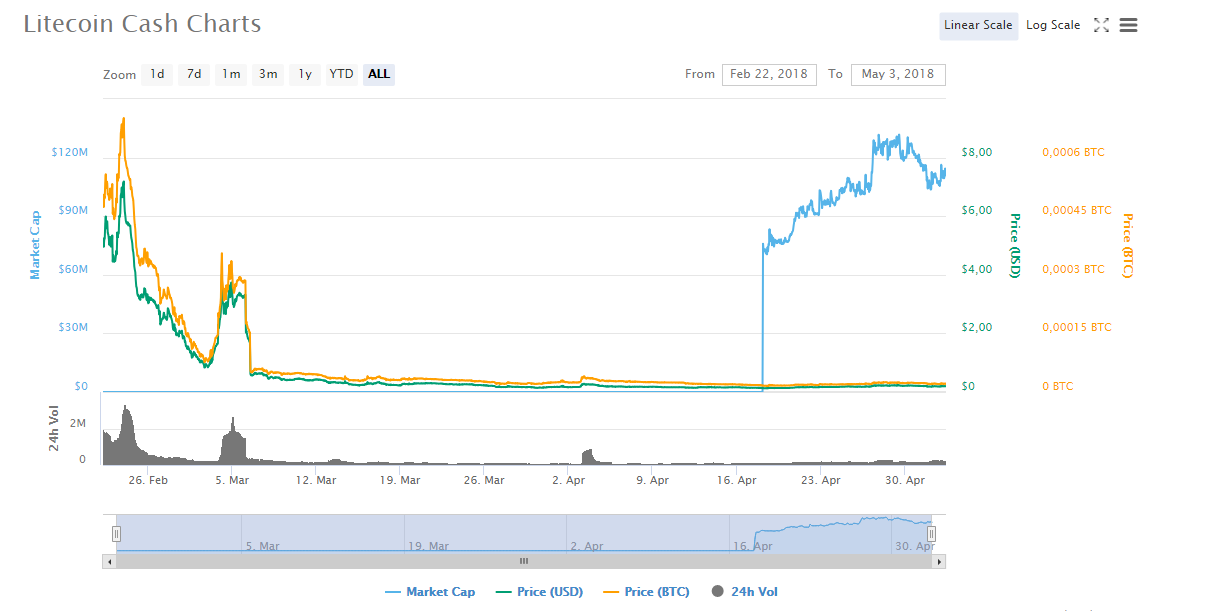 Litecoin Cash Charts
Linear Scale Log Scale
Zoom 1d 7d 1m 3m 1y YTD ALL From Feb 22, 2018 To May 3, 2018
$120M $8,00 0,0006 BTC
$90M $6,00 0,00045 BTC
Market Cap Price (USD) Price (BTC)
$60M $4,00 0,0003 BTC
$30M $2,00 0,00015 BTC
$0 $0 0 BTC
24h Vol
2M
0
26. Feb 5. Mar 12. Mar 19. Mar 26. Mar 2. Apr 9. Apr 16. Apr 23. Apr 30. Apr
5. Mar 19. Mar 2. Apr 16. Apr 30. Apr
Market Cap Price (USD) Price (BTC) 24h Vol